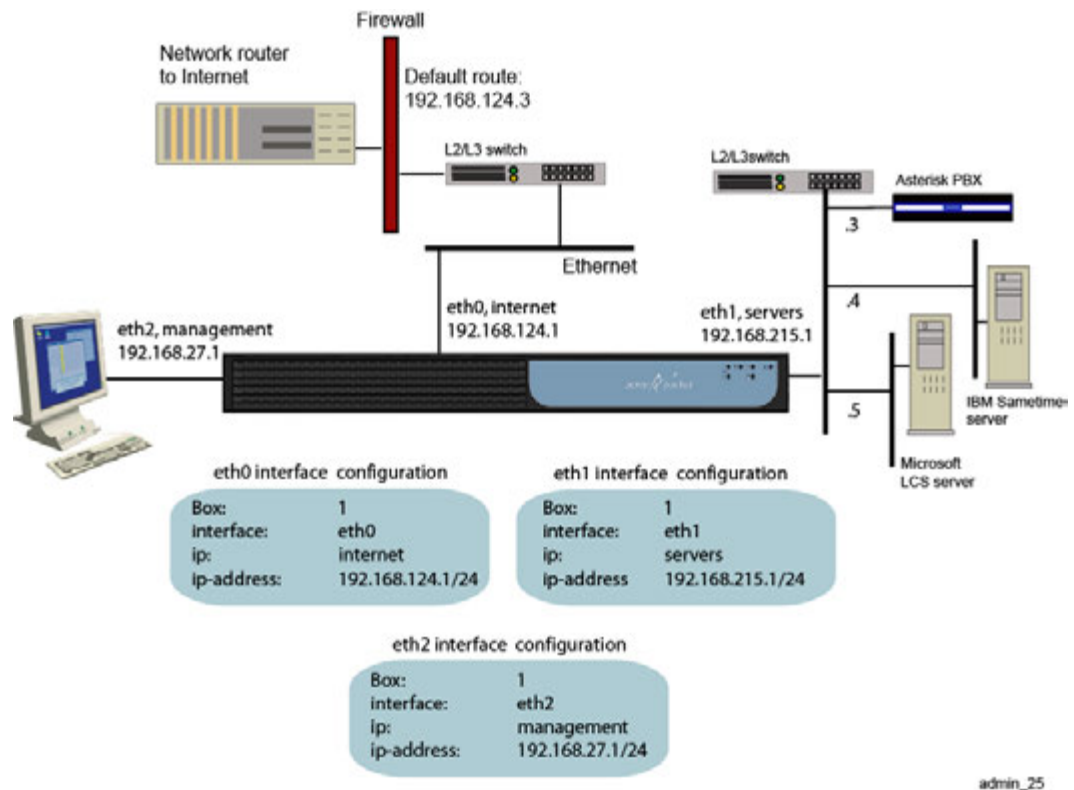 Firewall
Network router
to Internet
Default route:
192.168.124.3
L2/L3 switch
L2/L3switch
Asterisk PBX
.3
Ethernet
.4
eth2, management
192.168.27.1
eth0, internet
192.168.124.1
eth1, servers
192.168.215.1
.5
IBM Sametime-
server
Microsoft
LCS server
eth0 interface configuration
Box: 1
interface: eth0
ip: internet
ip-address: 192.168.124.1/24
eth1 interface configuration
Box: 1
interface: eth1
ip: servers
ip-address 192.168.215.1/24
eth2 interface configuration
Box: 1
interface: eth2
ip: management
ip-address: 192.168.27.1/24
admin_25